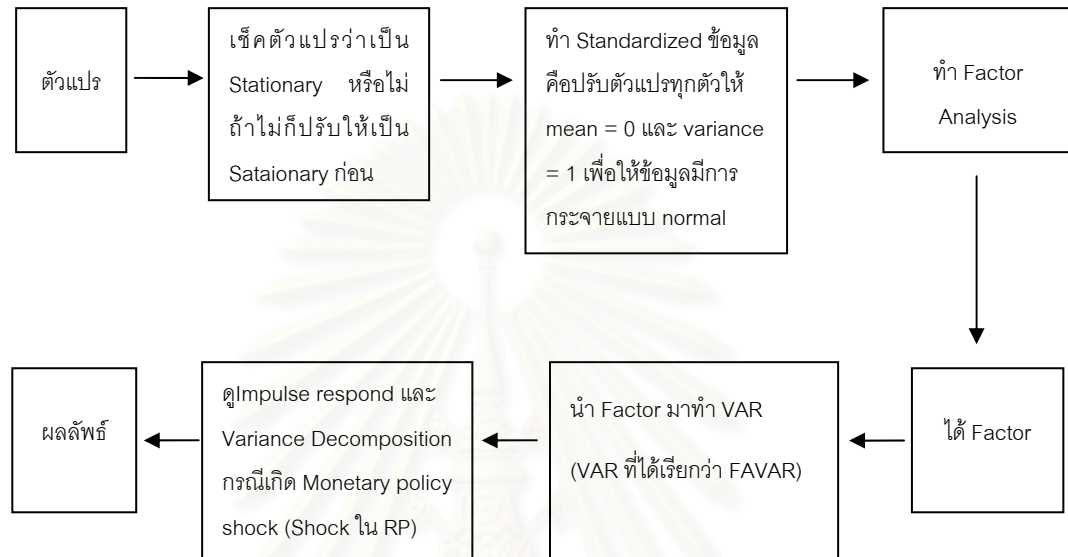 ตัวแปร
เช็คตัวแปรว่าเป็น
Stationary หรือไม่
ถ้าไม่ก็ปรับให้เป็น
Sataionary ก่อน
ทำ Standardized ข้อมูล
คือปรับตัวแปรทุกตัวให้
mean = 0 และ variance
= 1 เพื่อให้ข้อมูลมีการ
กระจายแบบ normal
ทำ Factor
Analysis
ได้ Factor
นำ Factor มาทำ VAR
(VAR ที่ได้เรียกว่า FAVAR)
ดูImpulse respond และ
Variance Decomposition
กรณีเกิด Monetary policy
shock (Shock ใน RP)
ผลลัพธ์